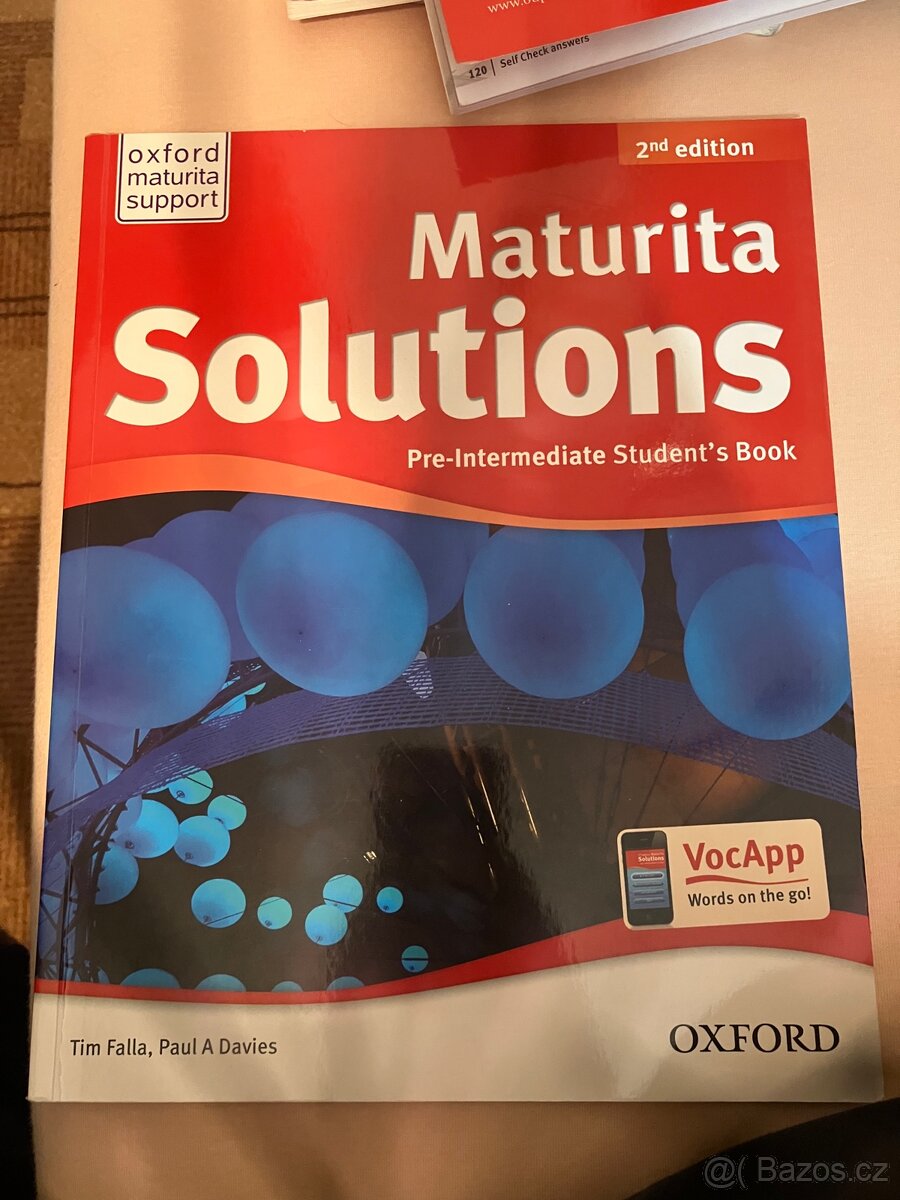 120 | Self Check answers
oxford
maturita
support
2nd edition
Maturita
Solutions
Pre-Intermediate Student's Book
Solutions
VocApp
Words on the go!
Tim Falla, Paul A Davies
OXFORD
@( Bazos.cz